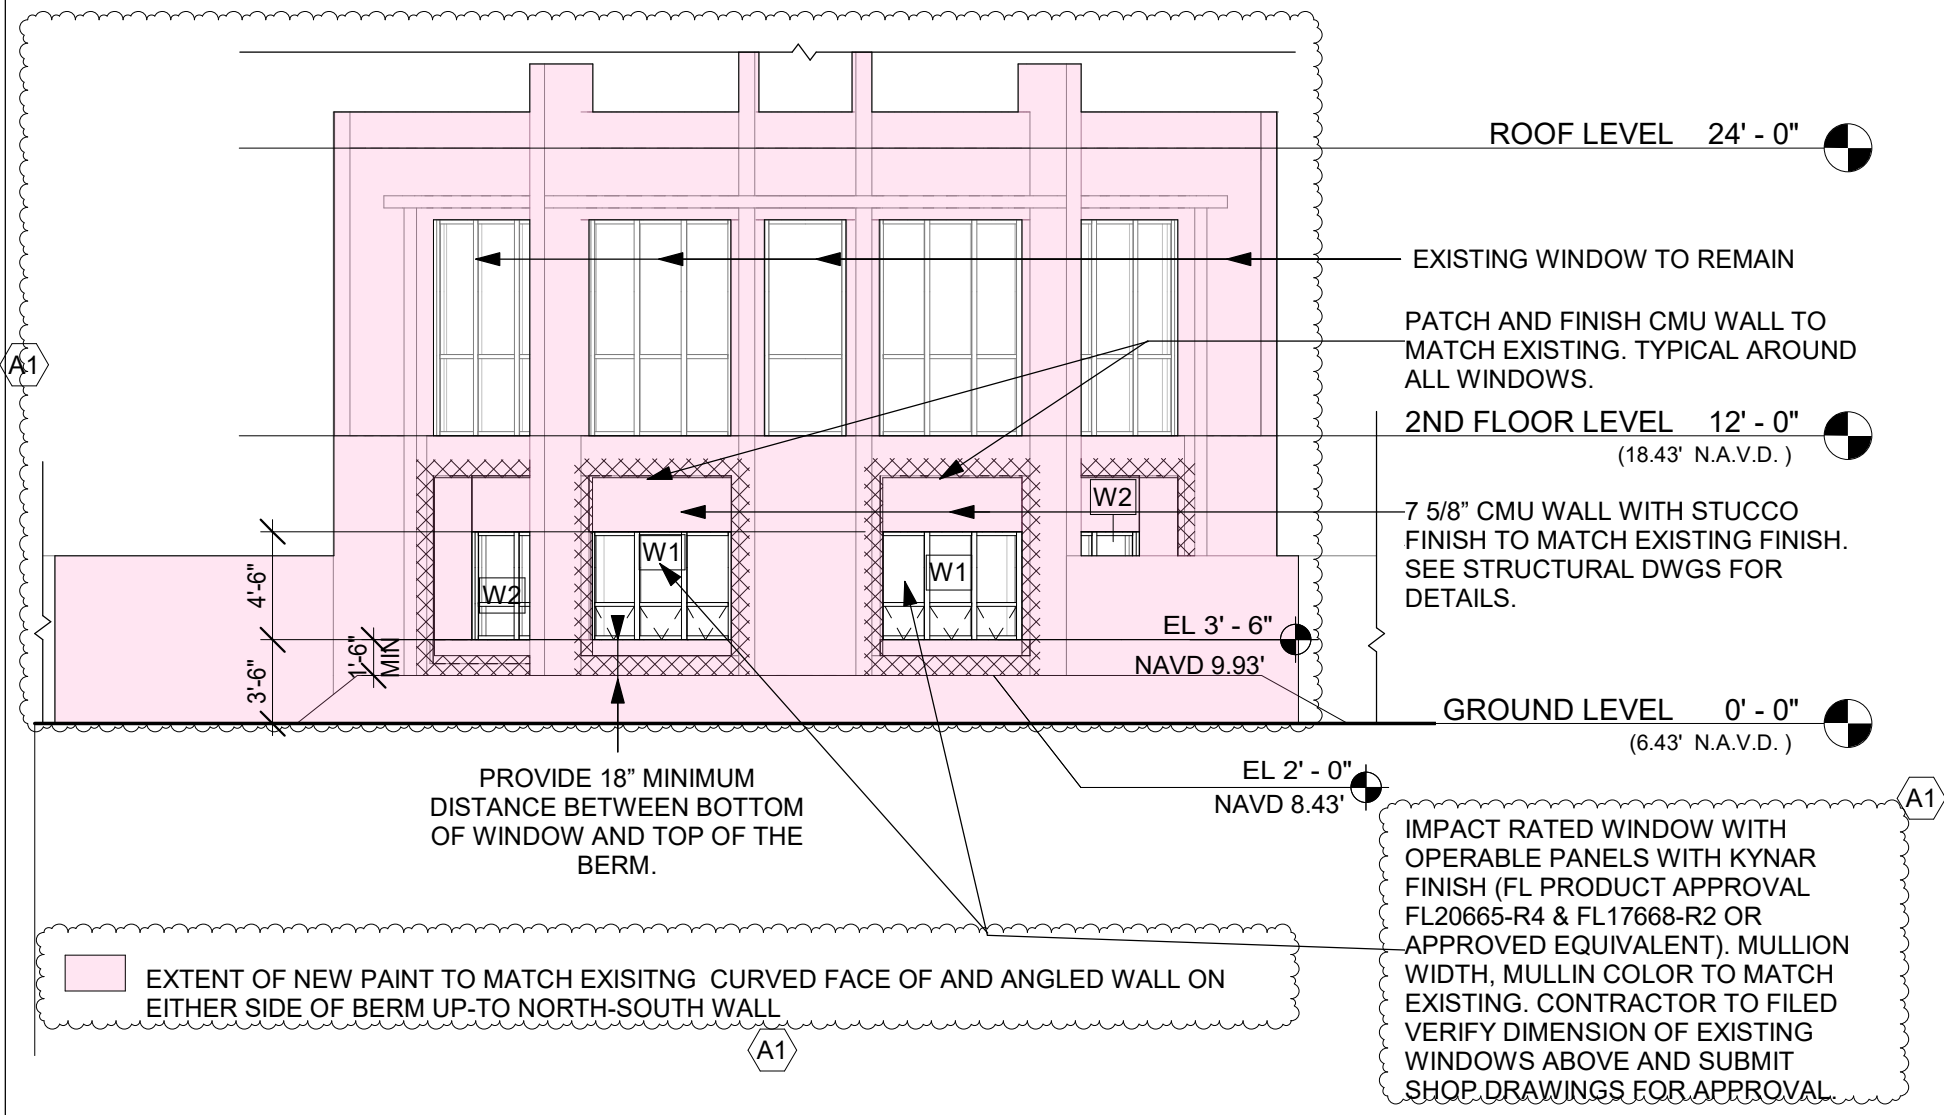 ROOF LEVEL 24' - 0"
EXISTING WINDOW TO REMAIN
PATCH AND FINISH CMU WALL TO
MATCH EXISTING. TYPICAL AROUND
ALL WINDOWS.
A1
2ND FLOOR LEVEL 12' - 0"
(18.43' N.A.V.D. )
W2
7 5/8” CMU WALL WITH STUCCO
FINISH TO MATCH EXISTING FINISH.
SEE STRUCTURAL DWGS FOR
DETAILS.
W1
W1
W2
4'-6"
3'-6"
1'-6"
MIN
EL 3' - 6"
NAVD 9.93'
GROUND LEVEL 0' - 0"
(6.43' N.A.V.D. )
PROVIDE 18” MINIMUM
DISTANCE BETWEEN BOTTOM
OF WINDOW AND TOP OF THE
BERM.
EL 2' - 0"
NAVD 8.43'
A1
IMPACT RATED WINDOW WITH
OPERABLE PANELS WITH KYNAR
FINISH (FL PRODUCT APPROVAL
FL20665-R4 & FL17668-R2 OR
APPROVED EQUIVALENT). MULLION
WIDTH, MULLIN COLOR TO MATCH
EXISTING. CONTRACTOR TO FILED
VERIFY DIMENSION OF EXISTING
WINDOWS ABOVE AND SUBMIT
SHOP DRAWINGS FOR APPROVAL.
EXTENT OF NEW PAINT TO MATCH EXISITNG CURVED FACE OF AND ANGLED WALL ON
EITHER SIDE OF BERM UP-TO NORTH-SOUTH WALL
A1